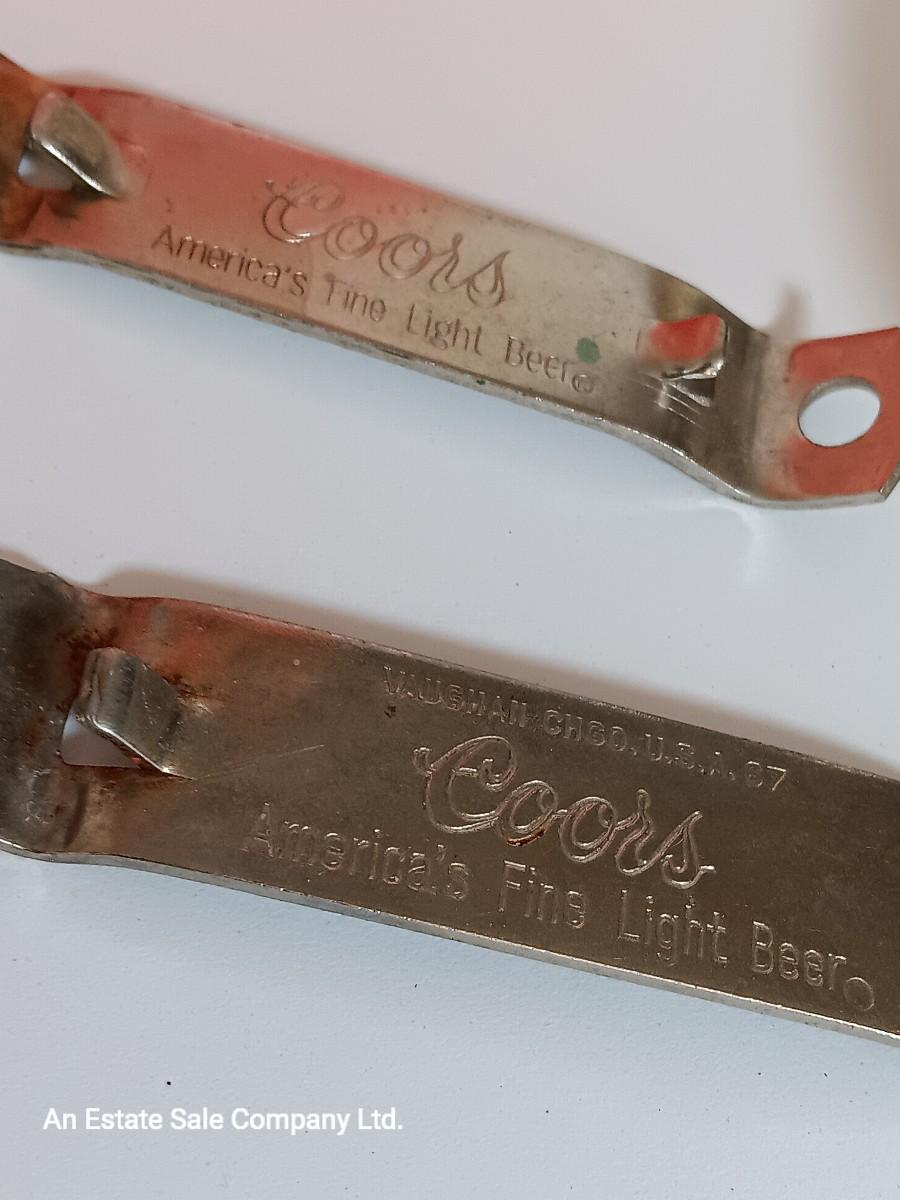 Coors
America's Fine Light Beer®
VAUGHAN CHGO. U.S.A. 67
Coors
America's Fine Light Beer
An Estate Sale Company Ltd.